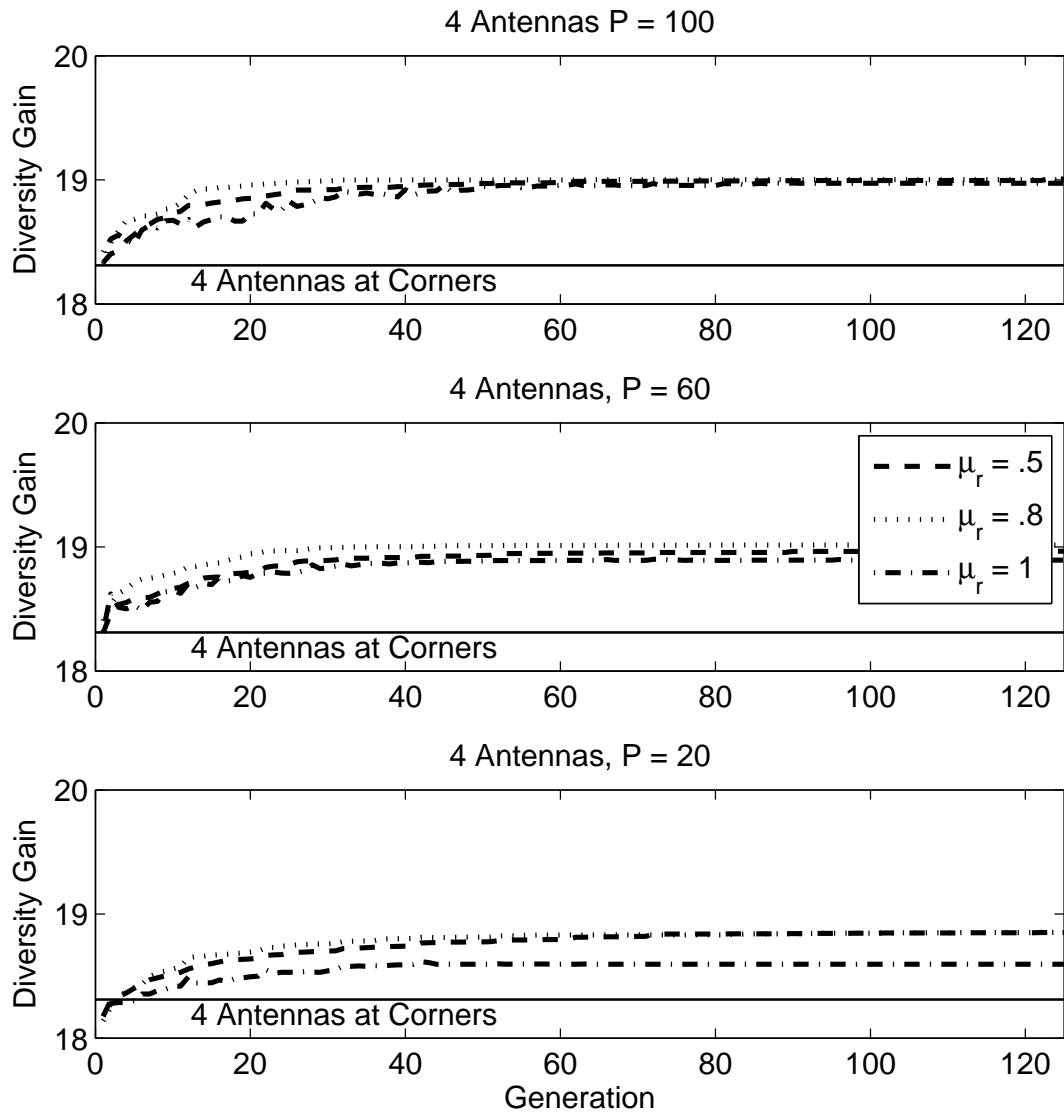 4 Antennas P = 100
Diversity Gain
20
19
18
4 Antennas at Corners
0 20 40 60 80 100 120
4 Antennas, P = 60
Diversity Gain
20
19
18
μr = .5
μr = .8
μr = 1
4 Antennas at Corners
0 20 40 60 80 100 120
4 Antennas, P = 20
Diversity Gain
20
19
18
4 Antennas at Corners
0 20 40 60 80 100 120
Generation